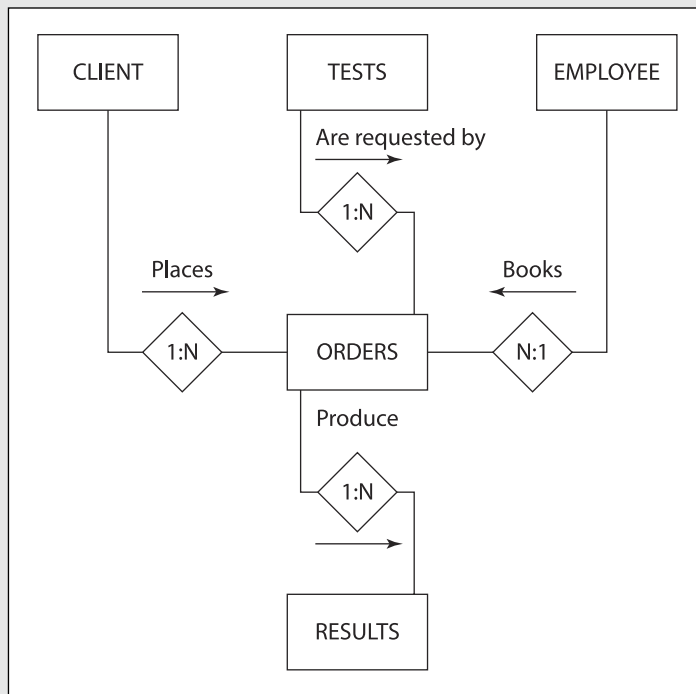 CLIENT
TESTS
EMPLOYEE
Are requested by
1:N
Places
Books
1:N
ORDERS
N:1
Produce
1:N
RESULTS